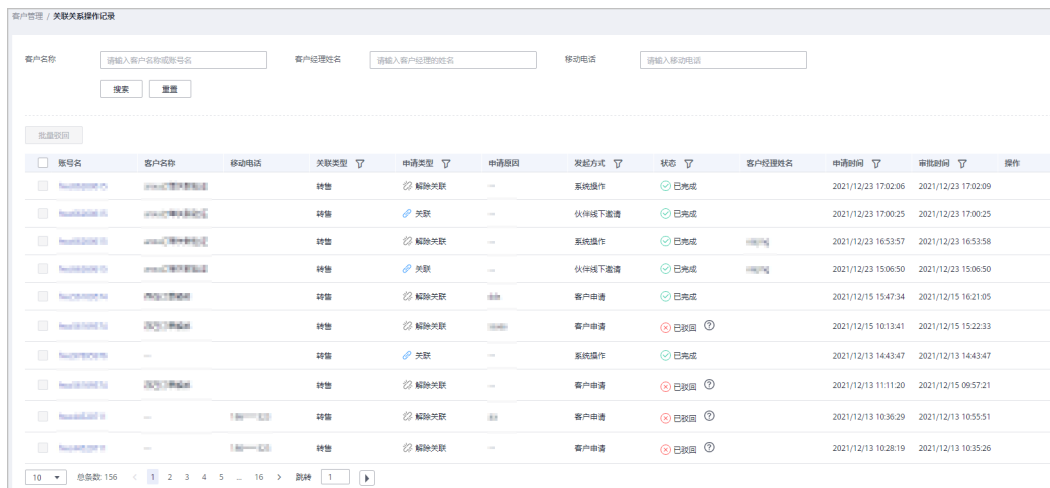 客户管理 / 关联关系操作记录
客户名称 请输入客户名称或账号名 客户经理姓名 请输入客户经理的姓名 移动电话 请输入移动电话
搜索 重置
批量驳回
账号名 客户名称 移动电话 关联类型 申请类型 申请原因 发起方式 状态 客户经理姓名 申请时间 审批时间 操作
转售 解除关联 -- 系统操作 已完成 2021/12/23 17:02:06 2021/12/23 17:02:09
转售 关联 -- 伙伴线下邀请 已完成 2021/12/23 17:00:25 2021/12/23 17:00:25
转售 解除关联 -- 系统操作 已完成 2021/12/23 16:53:57 2021/12/23 16:53:58
转售 关联 -- 伙伴线下邀请 已完成 2021/12/23 15:06:50 2021/12/23 15:06:50
转售 解除关联 客户申请 已完成 2021/12/15 15:47:34 2021/12/15 16:21:05
转售 解除关联 客户申请 已驳回 2021/12/15 10:13:41 2021/12/15 15:22:33
-- 转售 关联 -- 系统操作 已完成 2021/12/13 14:43:47 2021/12/13 14:43:47
转售 解除关联 -- 客户申请 已驳回 2021/12/13 11:11:20 2021/12/15 09:57:21
-- 转售 解除关联 客户申请 已驳回 2021/12/13 10:36:29 2021/12/13 10:55:51
-- 转售 解除关联 -- 客户申请 已驳回 2021/12/13 10:28:19 2021/12/13 10:35:26
10 总条数: 156 < 1 2 3 4 5 ... 16 > 跳转 1